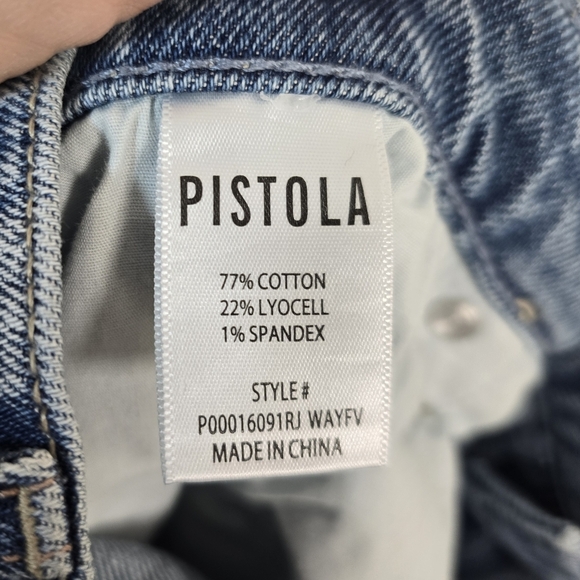 PISTOLA
77% COTTON
22% LYOCELL
1% SPANDEX
STYLE#
P00016091RJ WAYFV
MADE IN CHINA